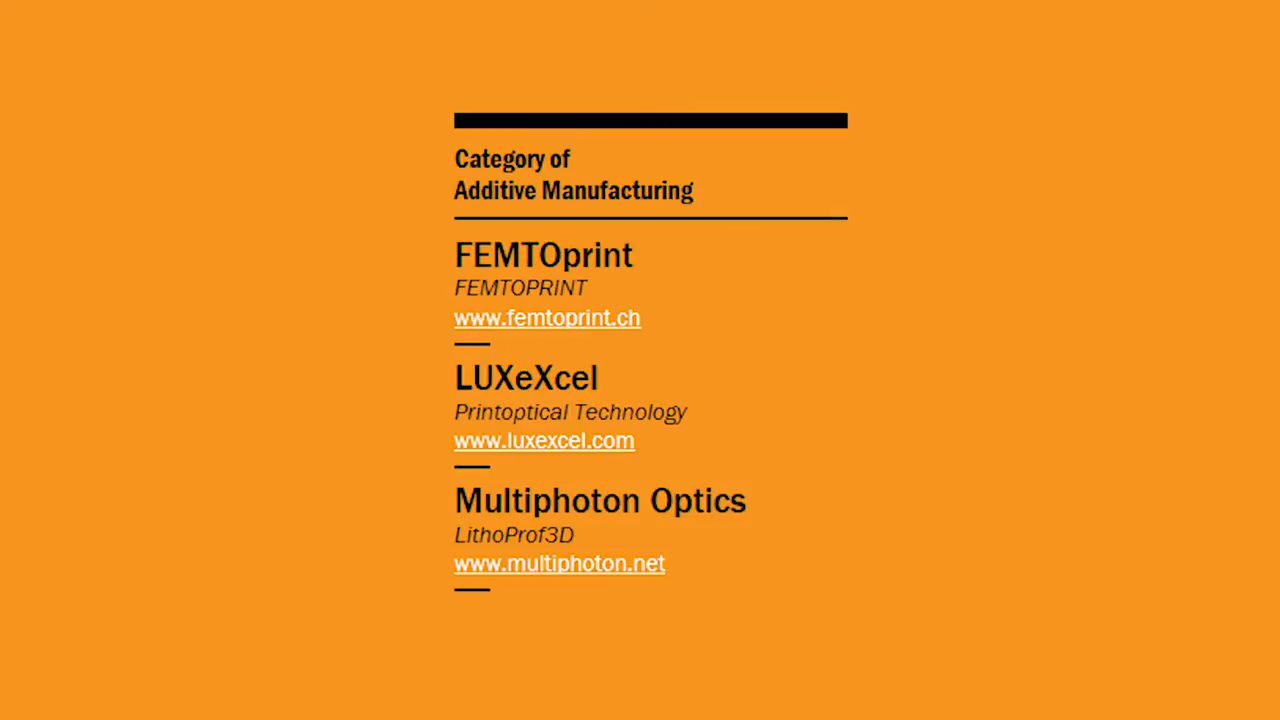 Category of
Additive Manufacturing
FEMTOprint
FEMTOPRINT
www.femtoprint.ch
LUXeXcel
Printoptical Technology
www.luxexcel.com
Multiphoton Optics
LithoProf3D
www.multiphoton.net